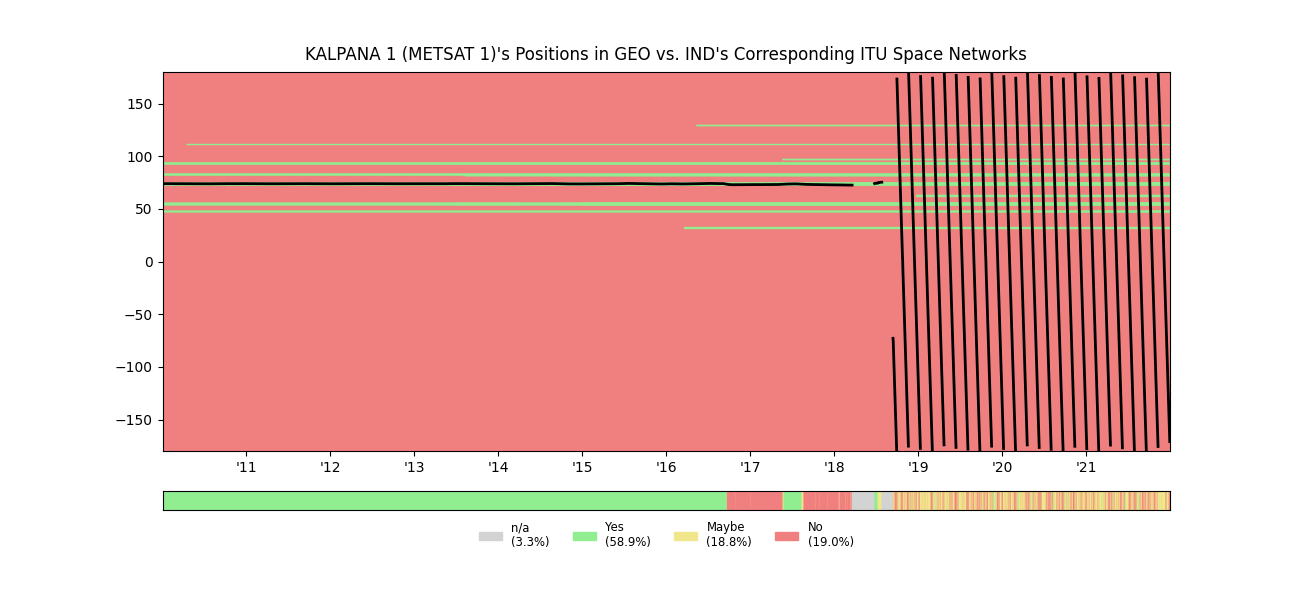 KALPANA 1 (METSAT 1)'s Positions in GEO vs. IND's Corresponding ITU Space Networks
150
100
50
0
−50
−100
−150
'11 '12 '13 '14 '15 '16 '17 '18 '19 '20 '21
n/a Yes Maybe No
(3.3%) (58.9%) (18.8%) (19.0%)